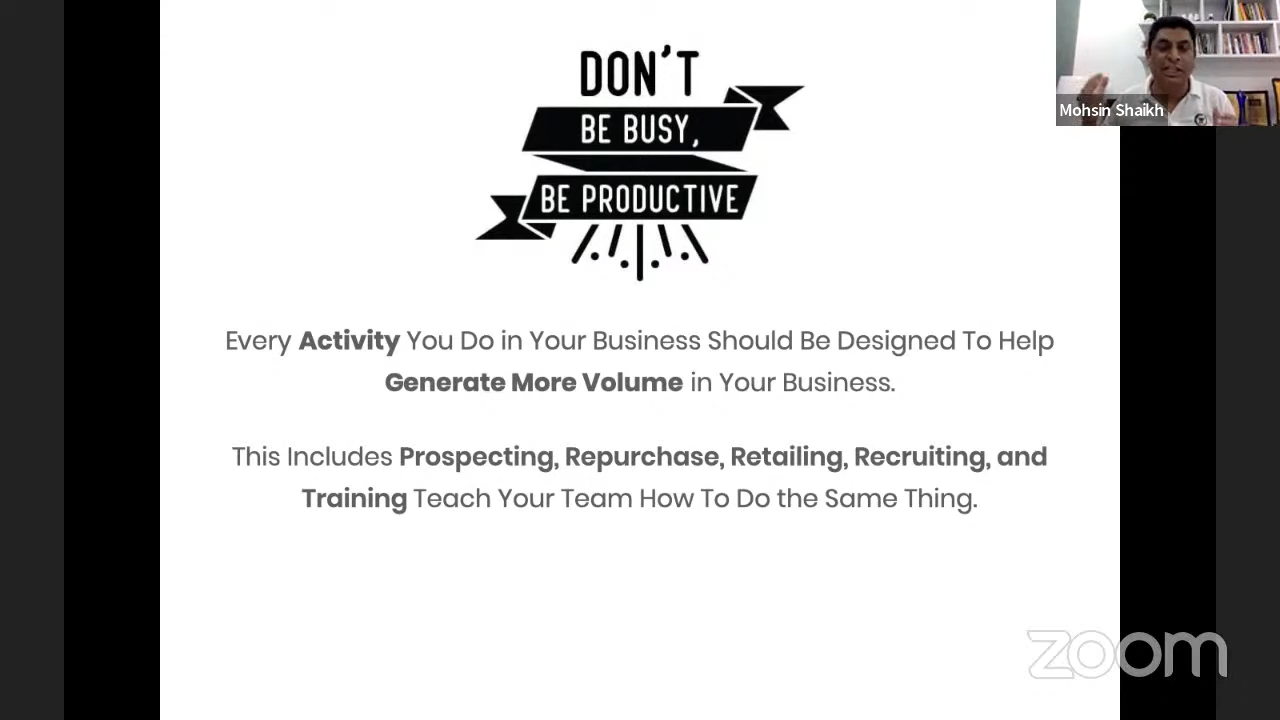 DON'T
BE BUSY,
BE PRODUCTIVE
Mohsin Shaikh
Every Activity You Do in Your Business Should Be Designed To Help
Generate More Volume in Your Business.
This Includes Prospecting, Repurchase, Retailing, Recruiting, and
Training Teach Your Team How To Do the Same Thing.
zoom